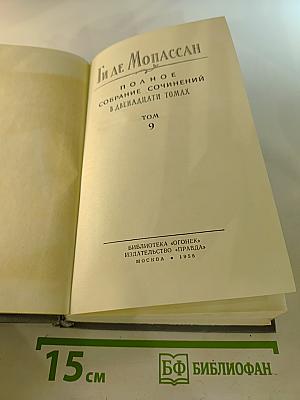 Ги де Мопассан
ПОЛНОЕ
СОБРАНИЕ СОЧИНЕНИЙ
В ДВЕНАДЦАТИ ТОМАХ
ТОМ
9
БИБЛИОТЕКА «ОГОНЕК»
ИЗДАТЕЛЬСТВО «ПРАВДА»
МОСКВА • 1958
15 см
БФ БИБЛИОФАН